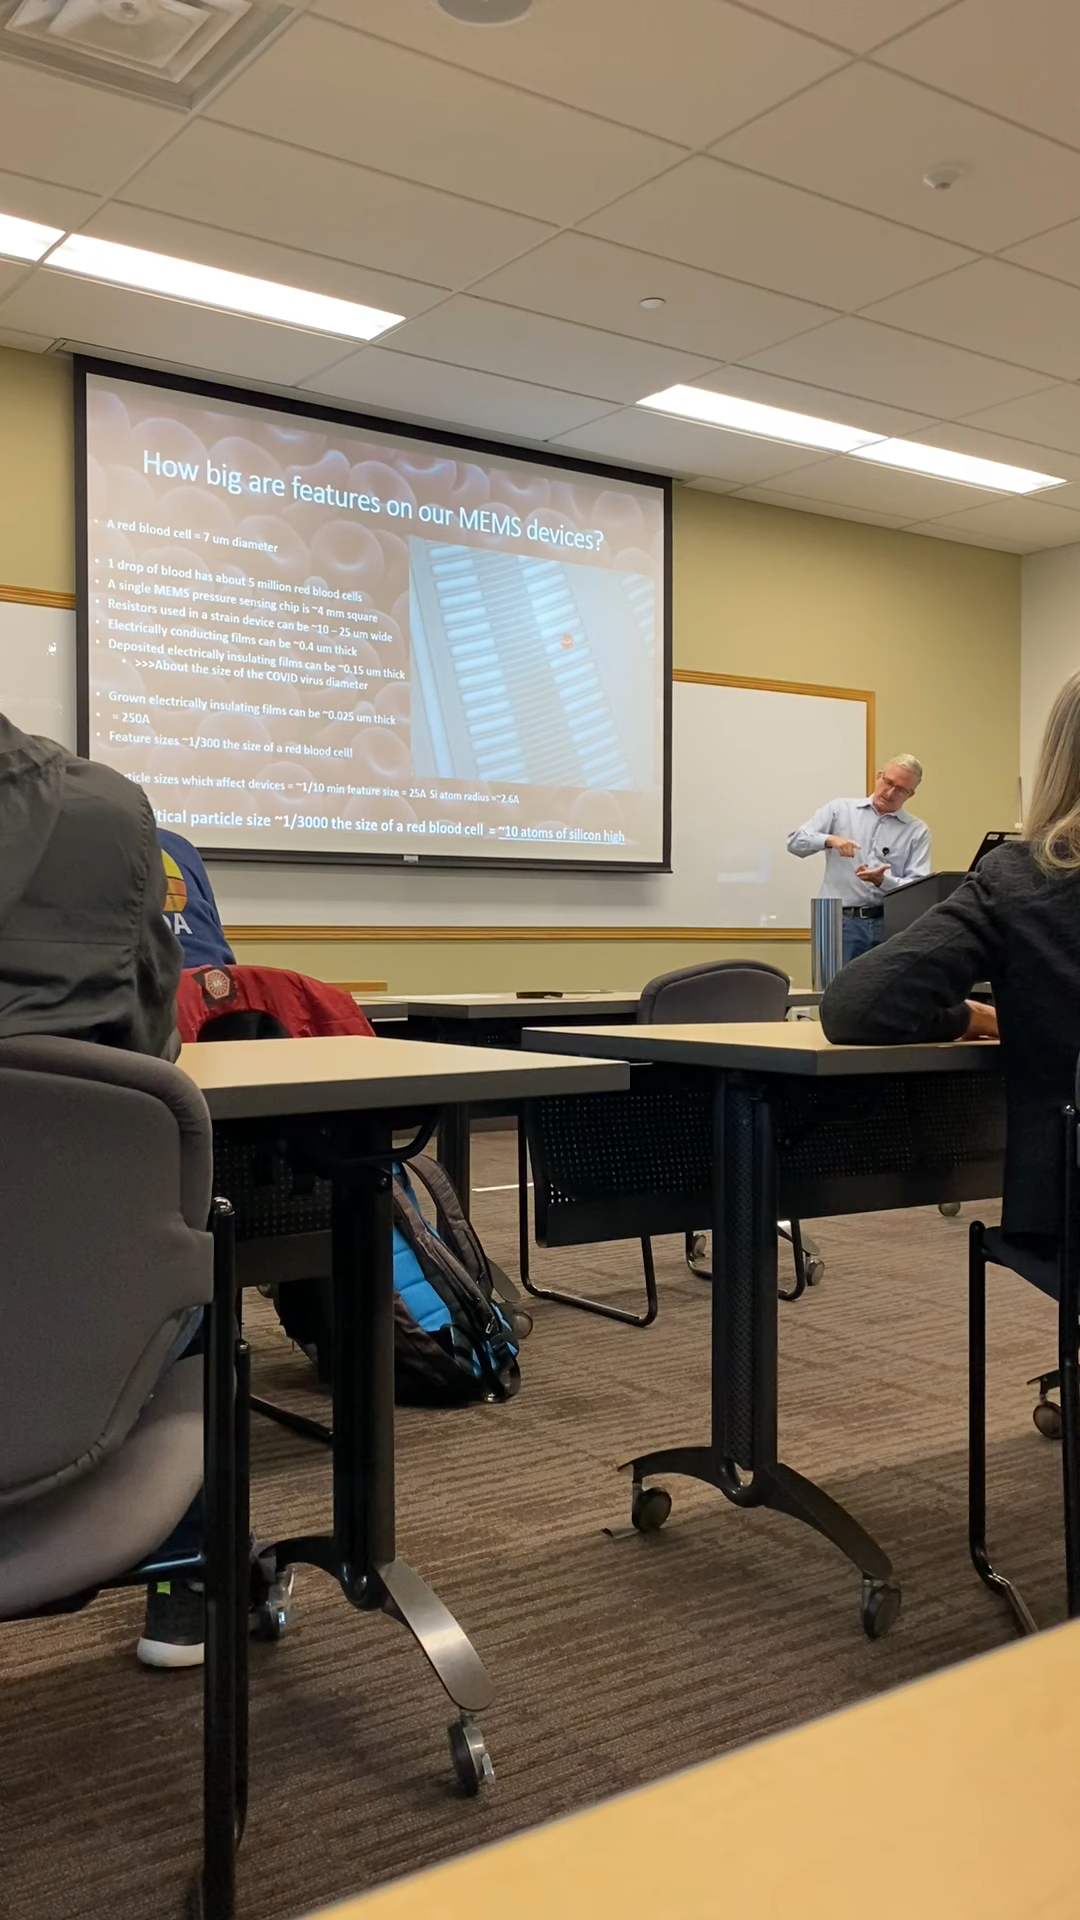 How big are features on our MEMS devices?
• A red blood cell = 7 um diameter
• 1 drop of blood has about 5 million red blood cells
• A single MEMS pressure sensing chip is ~4 mm square
• Resistors used in a strain device can be ~10 – 25 um wide
• Electrically conducting films can be ~0.4 um thick
• Deposited electrically insulating films can be ~0.15 um thick
• >>>About the size of the COVID virus diameter
• Grown electrically insulating films can be ~0.025 um thick
• = 250A
• Feature sizes ~1/300 the size of a red blood cell!
ticle sizes which affect devices = ~1/10 min feature size = 25A Si atom radius =~2.6A
itical particle size ~1/3000 the size of a red blood cell = ~10 atoms of silicon high
DA